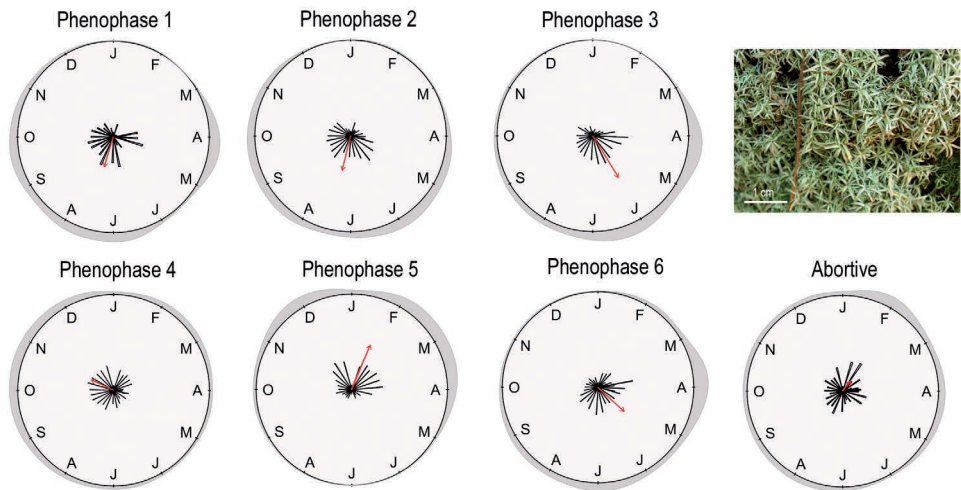 Phenophase 1
J F M A M J J A S O N D
Phenophase 2
J F M A M J J A S O N D
Phenophase 3
J F M A M J J A S O N D
1 cm
Phenophase 4
J F M A M J J A S O N D
Phenophase 5
J F M A M J J A S O N D
Phenophase 6
J F M A M J J A S O N D
Abortive
J F M A M J J A S O N D